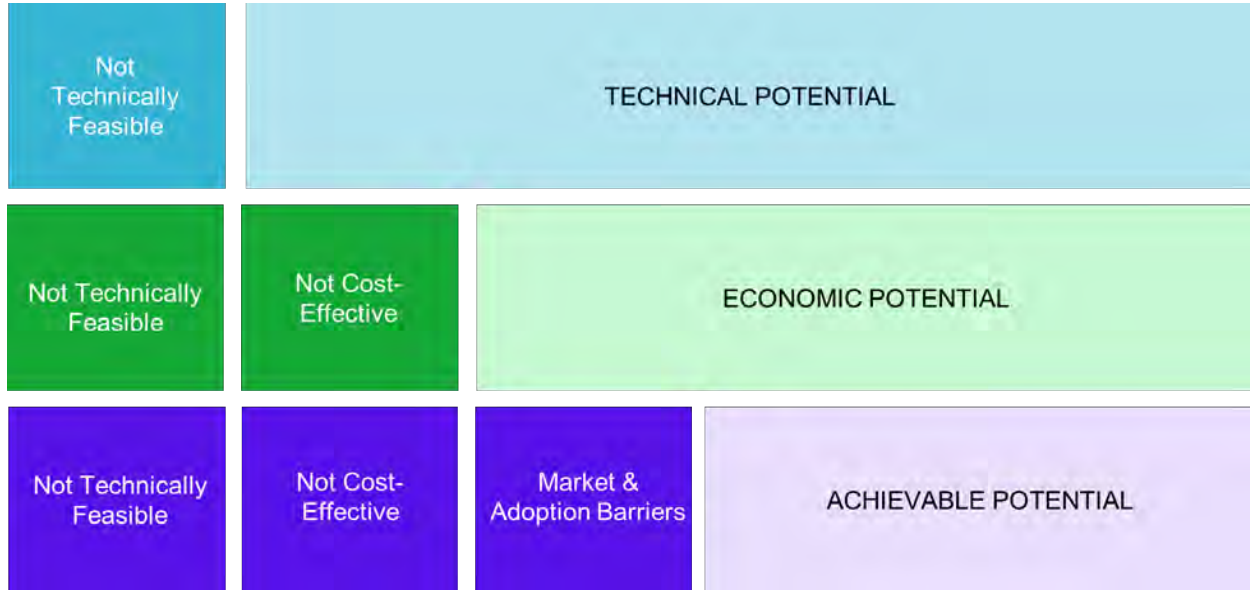 Not
Technically
Feasible
TECHNICAL POTENTIAL
Not Technically
Feasible
Not Cost-
Effective
ECONOMIC POTENTIAL
Not Technically
Feasible
Not Cost-
Effective
Market &
Adoption Barriers
ACHIEVABLE POTENTIAL